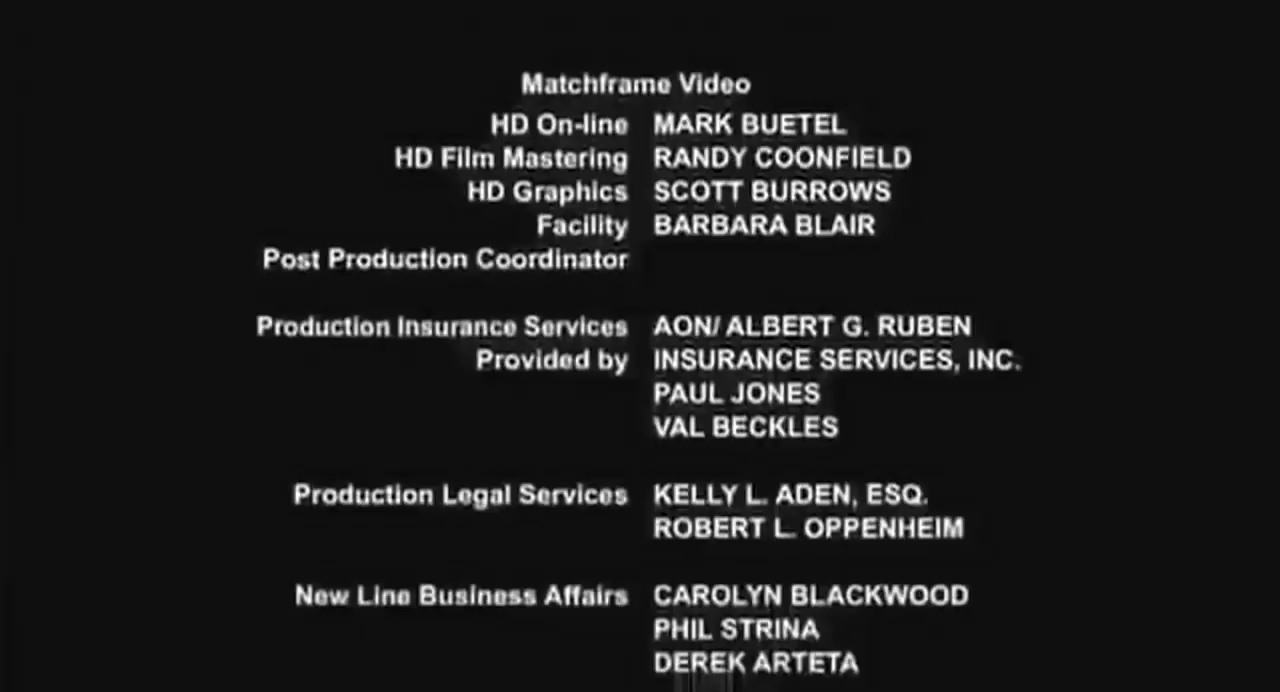 Matchframe Video
HD On-line MARK BUETEL
HD Film Mastering RANDY COONFIELD
HD Graphics SCOTT BURROWS
Facility BARBARA BLAIR
Post Production Coordinator
Production Insurance Services AON/ ALBERT G. RUBEN
Provided by INSURANCE SERVICES, INC.
PAUL JONES
VAL BECKLES
Production Legal Services KELLY L. ADEN, ESQ.
ROBERT L. OPPENHEIM
New Line Business Affairs CAROLYN BLACKWOOD
PHIL STRINA
DEREK ARTETA